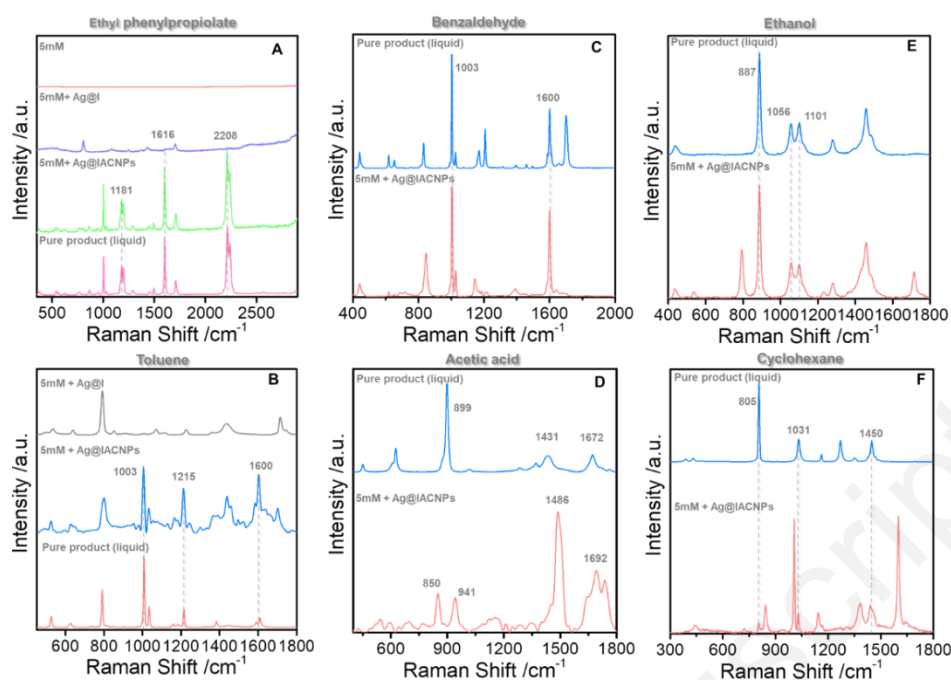 Ethyl phenylpropiolate
A
5mM
5mM+ Ag@I
5mM+ Ag@IACNPs
Pure product (liquid)
1181
1616
2208
Intensity /a.u.
500 1000 1500 2000 2500
Raman Shift /cm-1
Benzaldehyde
C
Pure product (liquid)
1003
1600
5mM + Ag@IACNPs
Intensity /a.u.
400 800 1200 1600 2000
Raman Shift /cm-1
Ethanol
E
Pure product (liquid)
887
1056
1101
5mM + Ag@IACNPs
Intensity /a.u.
400 600 800 1000 1200 1400 1600 1800
Raman Shift /cm-1
Toluene
B
5mM + Ag@I
5mM + Ag@IACNPs
1003
1215
1600
Pure product (liquid)
Intensity /a.u.
600 800 1000 1200 1400 1600 1800
Raman Shift /cm-1
Acetic acid
D
Pure product (liquid)
899
1431
1672
5mM + Ag@IACNPs
850
941
1486
1692
Intensity /a.u.
600 800 1000 1200 1400 1600 1800
Raman Shift /cm-1
Cyclohexane
F
Pure product (liquid)
805
1031
1450
5mM + Ag@IACNPs
Intensity /a.u.
300 600 900 1200 1500 1800
Raman Shift /cm-1